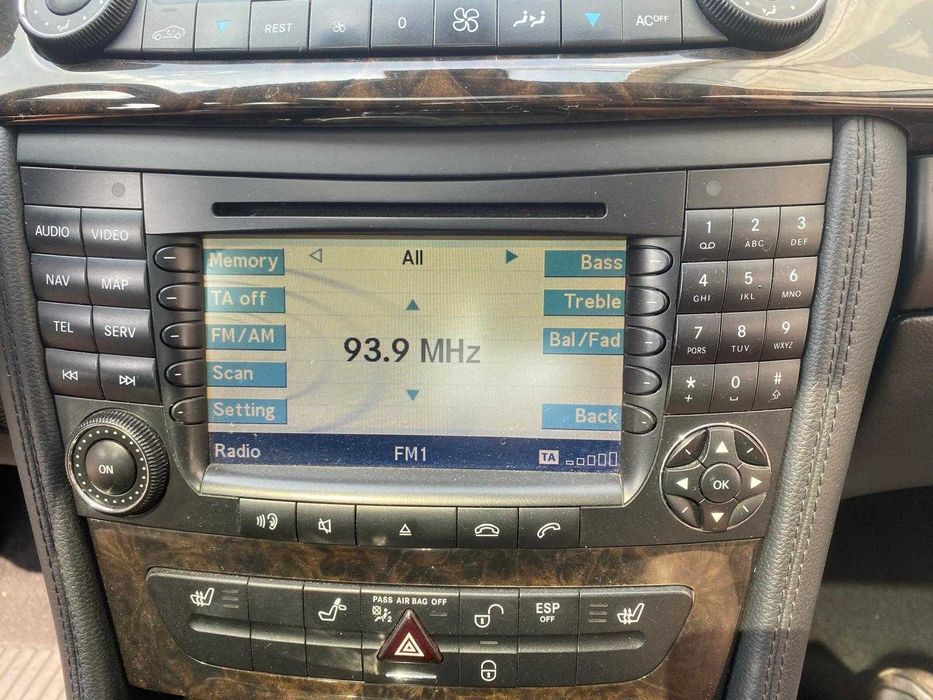 REST 0 AC OFF
AUDIO VIDEO
NAV MAP
TEL SERV
ON
Memory
TA off
FM/AM
Scan
Setting
All
93.9 MHz
Bass
Treble
Bal/Fad
Back
Radio FM1 TA
1 2 ABC 3 DEF
4 GHI 5 JKL 6 MNO
7 PQRS 8 TUV 9 WXYZ
* + 0 #
OK
PASS AIR BAG OFF
2
ESP
OFF